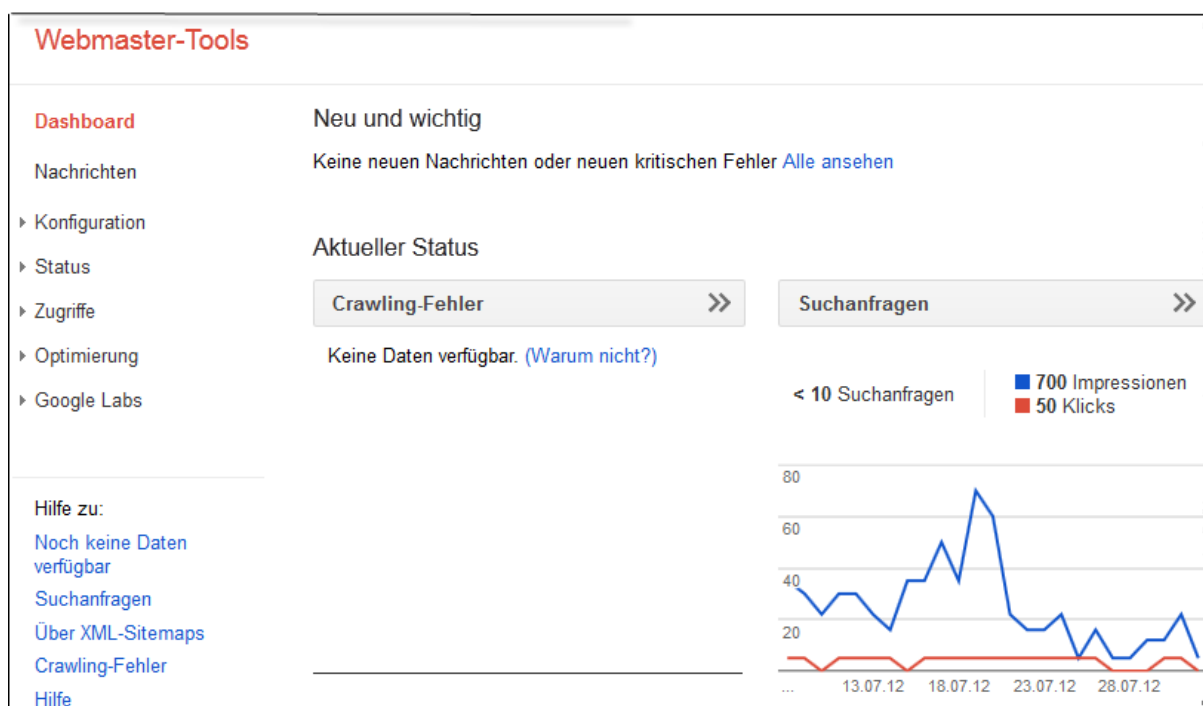 Webmaster-Tools
Dashboard
Nachrichten
Konfiguration
Status
Zugriffe
Optimierung
Google Labs
Hilfe zu:
Noch keine Daten
verfügbar
Suchanfragen
Über XML-Sitemaps
Crawling-Fehler
Hilfe
Neu und wichtig
Keine neuen Nachrichten oder neuen kritischen Fehler Alle ansehen
Aktueller Status
Crawling-Fehler
Keine Daten verfügbar. (Warum nicht?)
Suchanfragen
< 10 Suchanfragen
700 Impressionen
50 Klicks
80
60
40
20
... 13.07.12 18.07.12 23.07.12 28.07.12